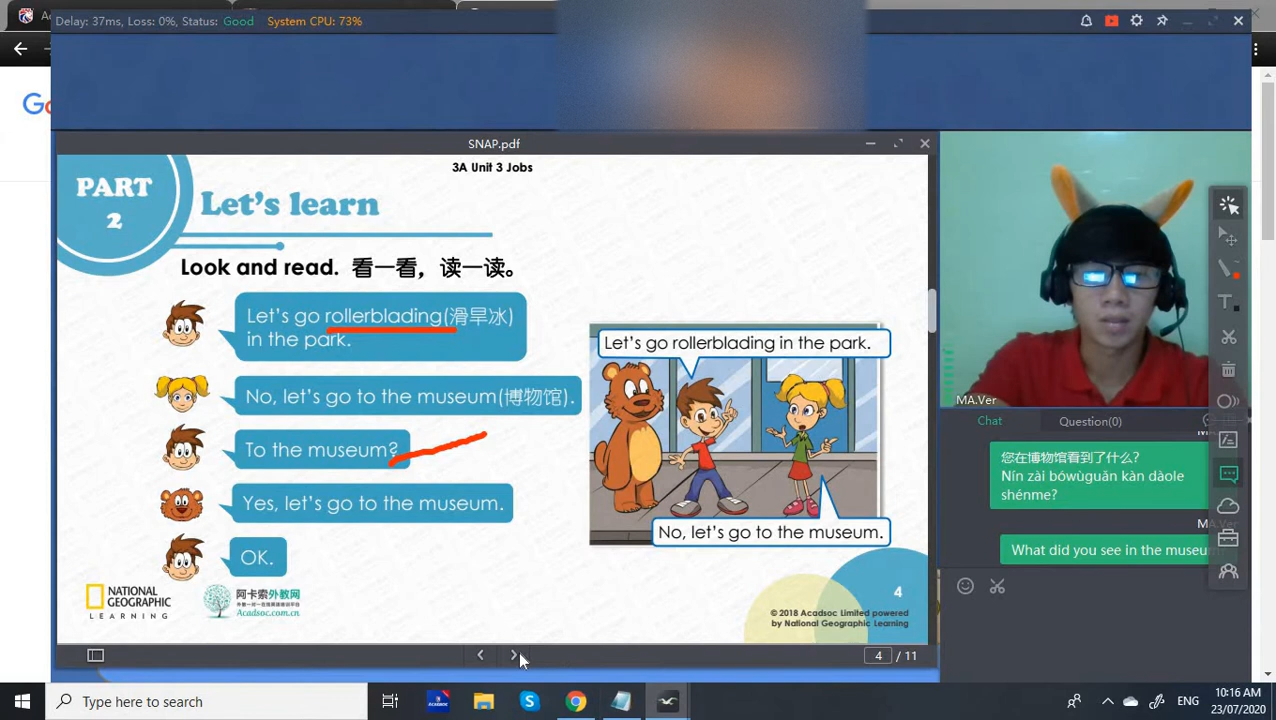 Delay: 37ms, Loss: 0%, Status: Good System CPU: 73%
SNAP.pdf
3A Unit 3 Jobs
PART
2
Let's learn
Look and read. 看一看，读一读。
Let's go rollerblading(滑旱冰)
in the park.
No, let's go to the museum(博物馆).
To the museum?
Yes, let's go to the museum.
OK.
Let's go rollerblading in the park.
No, let's go to the museum.
NATIONAL
GEOGRAPHIC
LEARNING
阿卡索外教网
Acadsoc.com.cn
4
© 2018 Acadsoc Limited powered
by National Geographic Learning
4 / 11
MA.Ver
Chat Question(0)
您在博物馆看到了什么?
Nín zài bówùguǎn kàn dàole
shénme?
MA.Ver
What did you see in the museum
Type here to search
ACADSOC
ENG
10:16 AM
23/07/2020